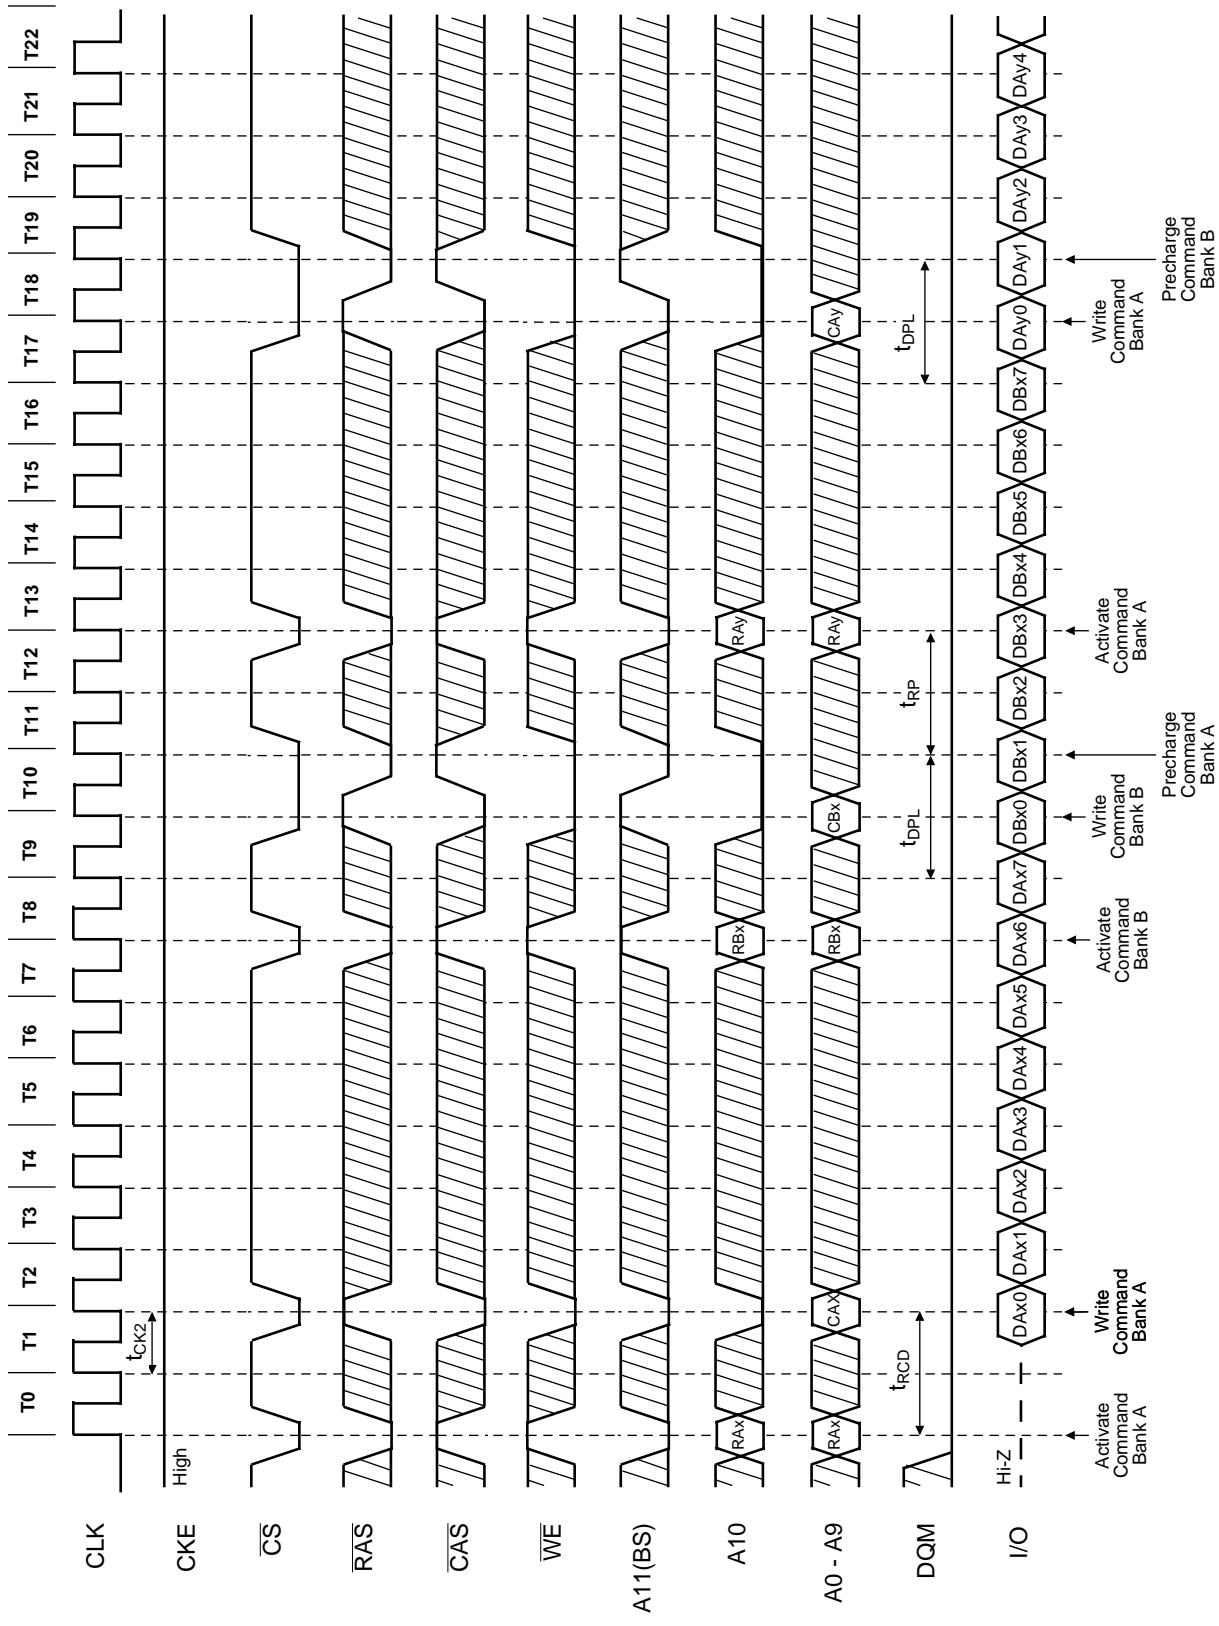 T0 T1 T2 T3 T4 T5 T6 T7 T8 T9 T10 T11 T12 T13 T14 T15 T16 T17 T18 T19 T20 T21 T22
CLK
tCK2
CKE
High
CS
RAS
CAS
WE
A11(BS)
A10
RAx RBx RAy
A0 - A9
RAx CAX RBx CBx RAy CAy
DQM
tRCD tDPL tRP tDPL
I/O
Hi-Z
DAx0 DAx1 DAx2 DAx3 DAx4 DAx5 DAx6 DAx7 DBx0 DBx1 DBx2 DBx3 DBx4 DBx5 DBx6 DBx7 DAy0 DAy1 DAy2 DAy3 DAy4
Activate
Command
Bank A
Write
Command
Bank A
Activate
Command
Bank B
Write
Command
Bank B
Precharge
Command
Bank A
Activate
Command
Bank A
Write
Command
Bank A
Precharge
Command
Bank B